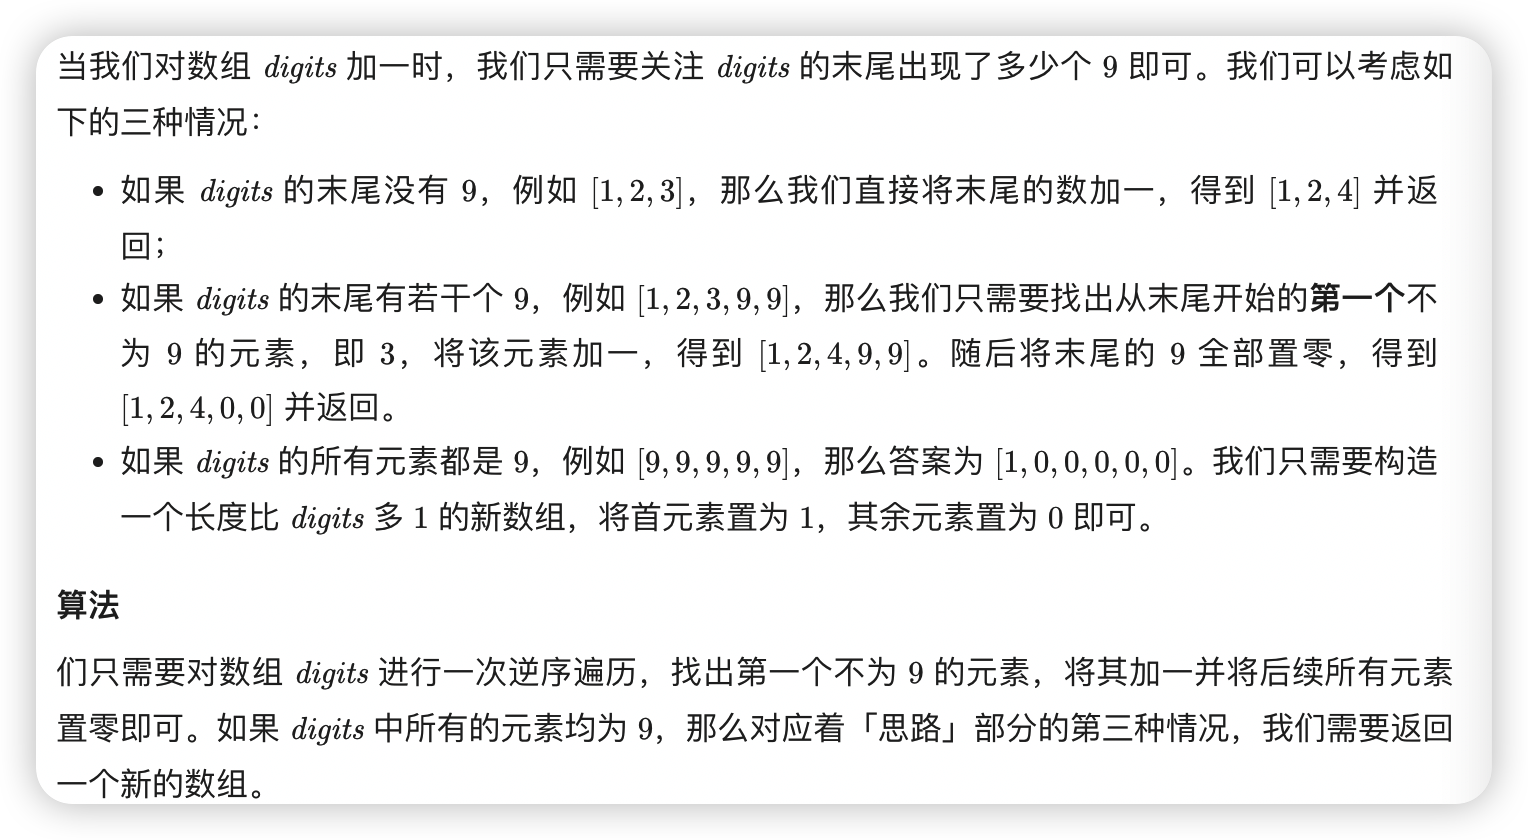 当我们对数组 digits 加一时，我们只需要关注 digits 的末尾出现了多少个 9 即可。我们可以考虑如
下的三种情况：
• 如果 digits 的末尾没有 9，例如 [1, 2, 3]，那么我们直接将末尾的数加一，得到 [1, 2, 4] 并返
回；
• 如果 digits 的末尾有若干个 9，例如 [1, 2, 3, 9, 9]，那么我们只需要找出从末尾开始的第一个不
为 9 的元素，即 3，将该元素加一，得到 [1, 2, 4, 9, 9]。随后将末尾的 9 全部置零，得到
[1, 2, 4, 0, 0] 并返回。
• 如果 digits 的所有元素都是 9，例如 [9, 9, 9, 9, 9]，那么答案为 [1, 0, 0, 0, 0, 0]。我们只需要构造
一个长度比 digits 多 1 的新数组，将首元素置为 1，其余元素置为 0 即可。
算法
们只需要对数组 digits 进行一次逆序遍历，找出第一个不为 9 的元素，将其加一并将后续所有元素
置零即可。如果 digits 中所有的元素均为 9，那么对应着「思路」部分的第三种情况，我们需要返回
一个新的数组。